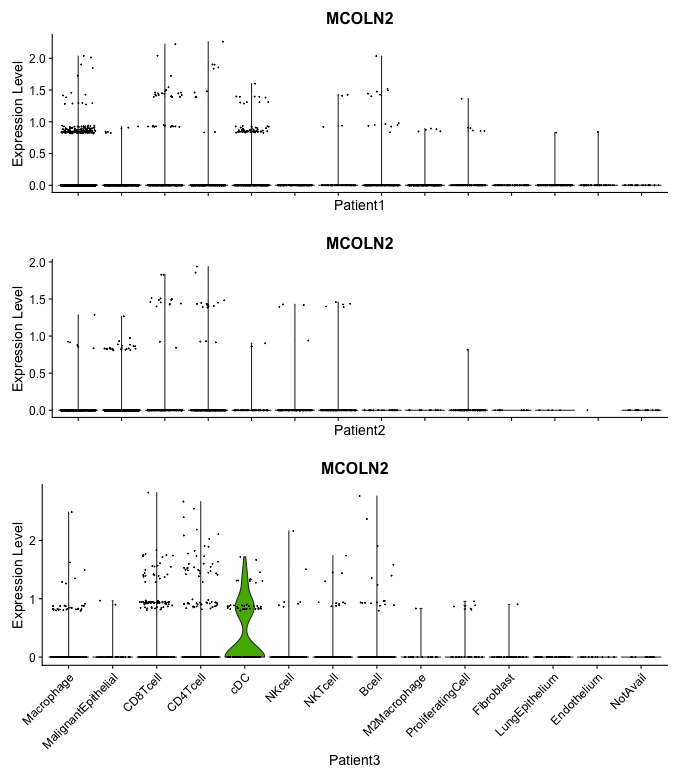 MCOLN2
Expression Level
2.0
1.5
1.0
0.5
0.0
Patient1
MCOLN2
Expression Level
2.0
1.5
1.0
0.5
0.0
Patient2
MCOLN2
Expression Level
2
1
0
Macrophage
MalignantEpithelial
CD8Tcell
CD4Tcell
cDC
NKcell
NKTcell
Bcell
M2Macrophage
ProliferatingCell
Fibroblast
LungEpithelium
Endothelium
NotAvail
Patient3